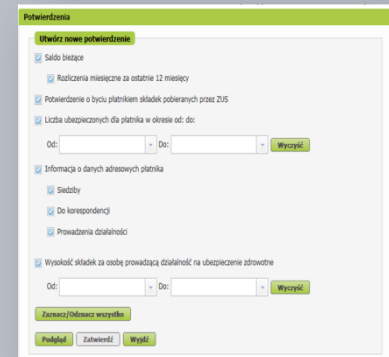 Potwierdzenia
Utwórz nowe potwierdzenie
Saldo bieżące
Rozliczenia miesięczne za ostatnie 12 miesięcy
Potwierdzenie o byciu płatnikiem składek pobieranych przez ZUS
Liczba ubezpieczonych dla płatnika w okresie od: do:
Od: Do: Wyczyść
Informacja o danych adresowych płatnika
Siedziby
Do korespondencji
Prowadzenia działalności
Wysokość składek za osobę prowadzącą działalność na ubezpieczenie zdrowotne
Od: Do: Wyczyść
Zaznacz/Odznacz wszystko
Podgląd Zatwierdź Wyjdź